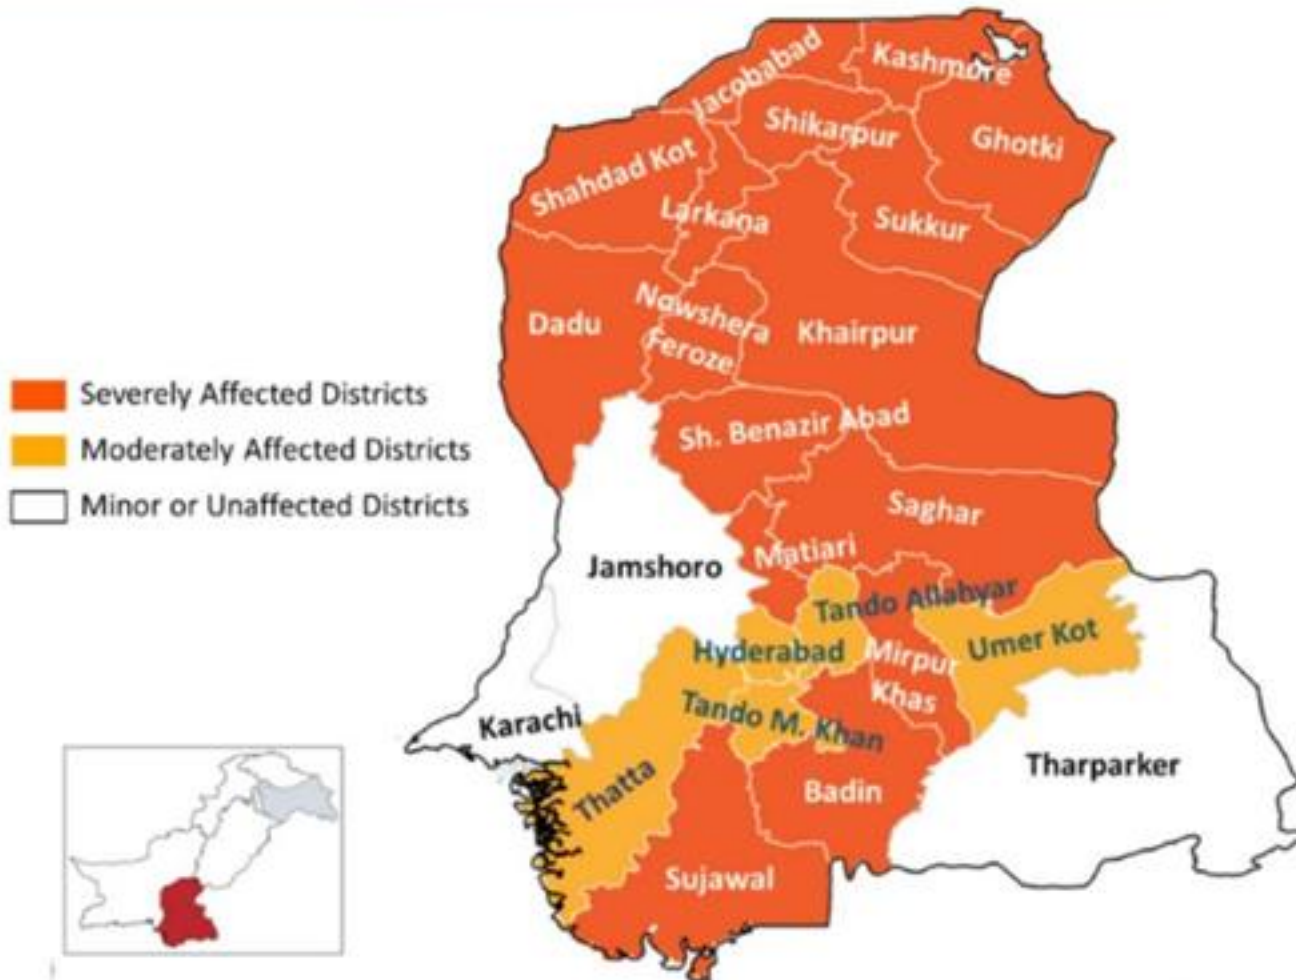 Jacobabad
Kashmore
Shikarpur
Ghotki
Shahdad Kot
Larkana
Sukkur
Dadu
Nowshera
Feroze
Khairpur
Severely Affected Districts
Moderately Affected Districts
Minor or Unaffected Districts
Sh. Benazir Abad
Saghar
Jamshoro
Matiari
Tando Allahyar
Hyderabad
Mirpur
Khas
Umer Kot
Karachi
Tando M. Khan
Thatta
Badin
Tharparker
Sujawal